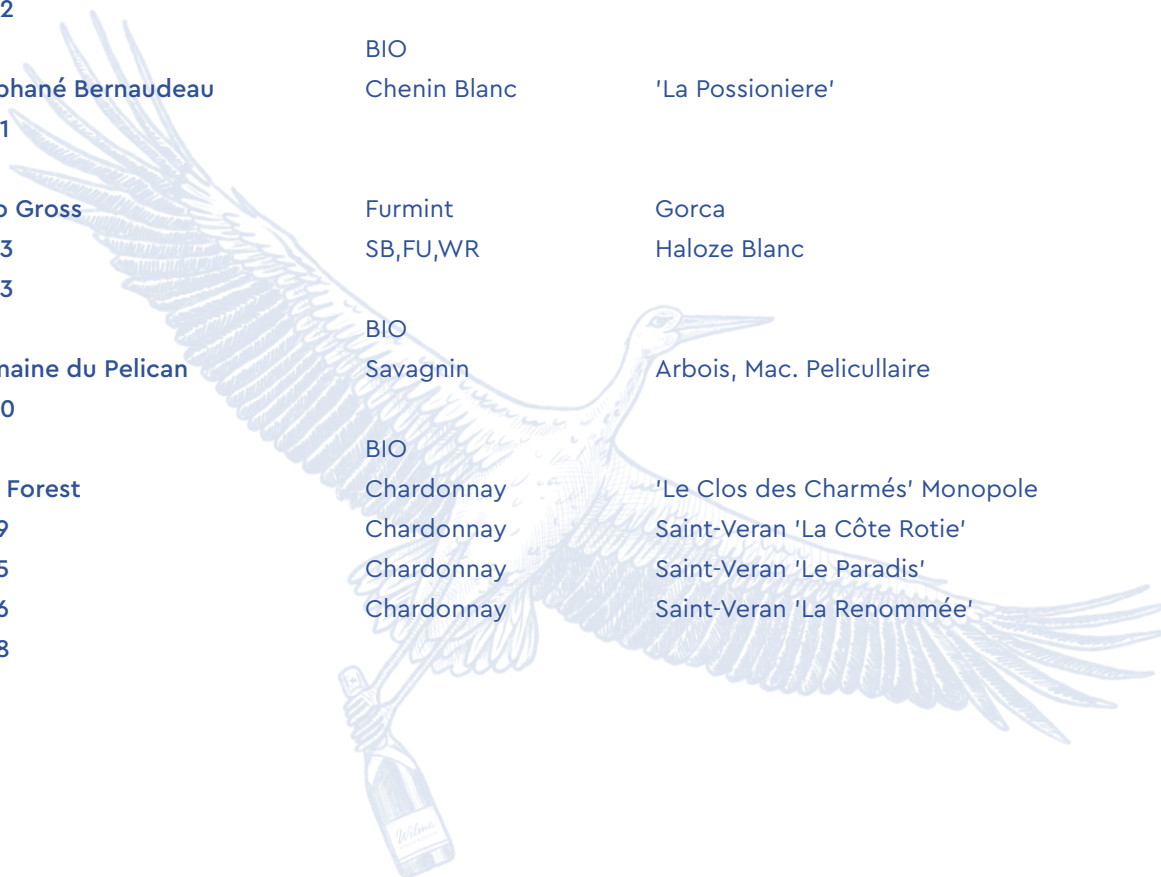 2
BIO
phané Bernaudeau Chenin Blanc 'La Possioniere'
1
o Gross Furmint Gorca
3 SB,FU,WR Haloze Blanc
3
BIO
maine du Pelican Savagnin Arbois, Mac. Pelicullaire
0
BIO
Forest Chardonnay 'Le Clos des Charmés' Monopole
9 Chardonnay Saint-Veran 'La Côte Rotie'
5 Chardonnay Saint-Veran 'Le Paradis'
6 Chardonnay Saint-Veran 'La Renommée'
8
Wilma